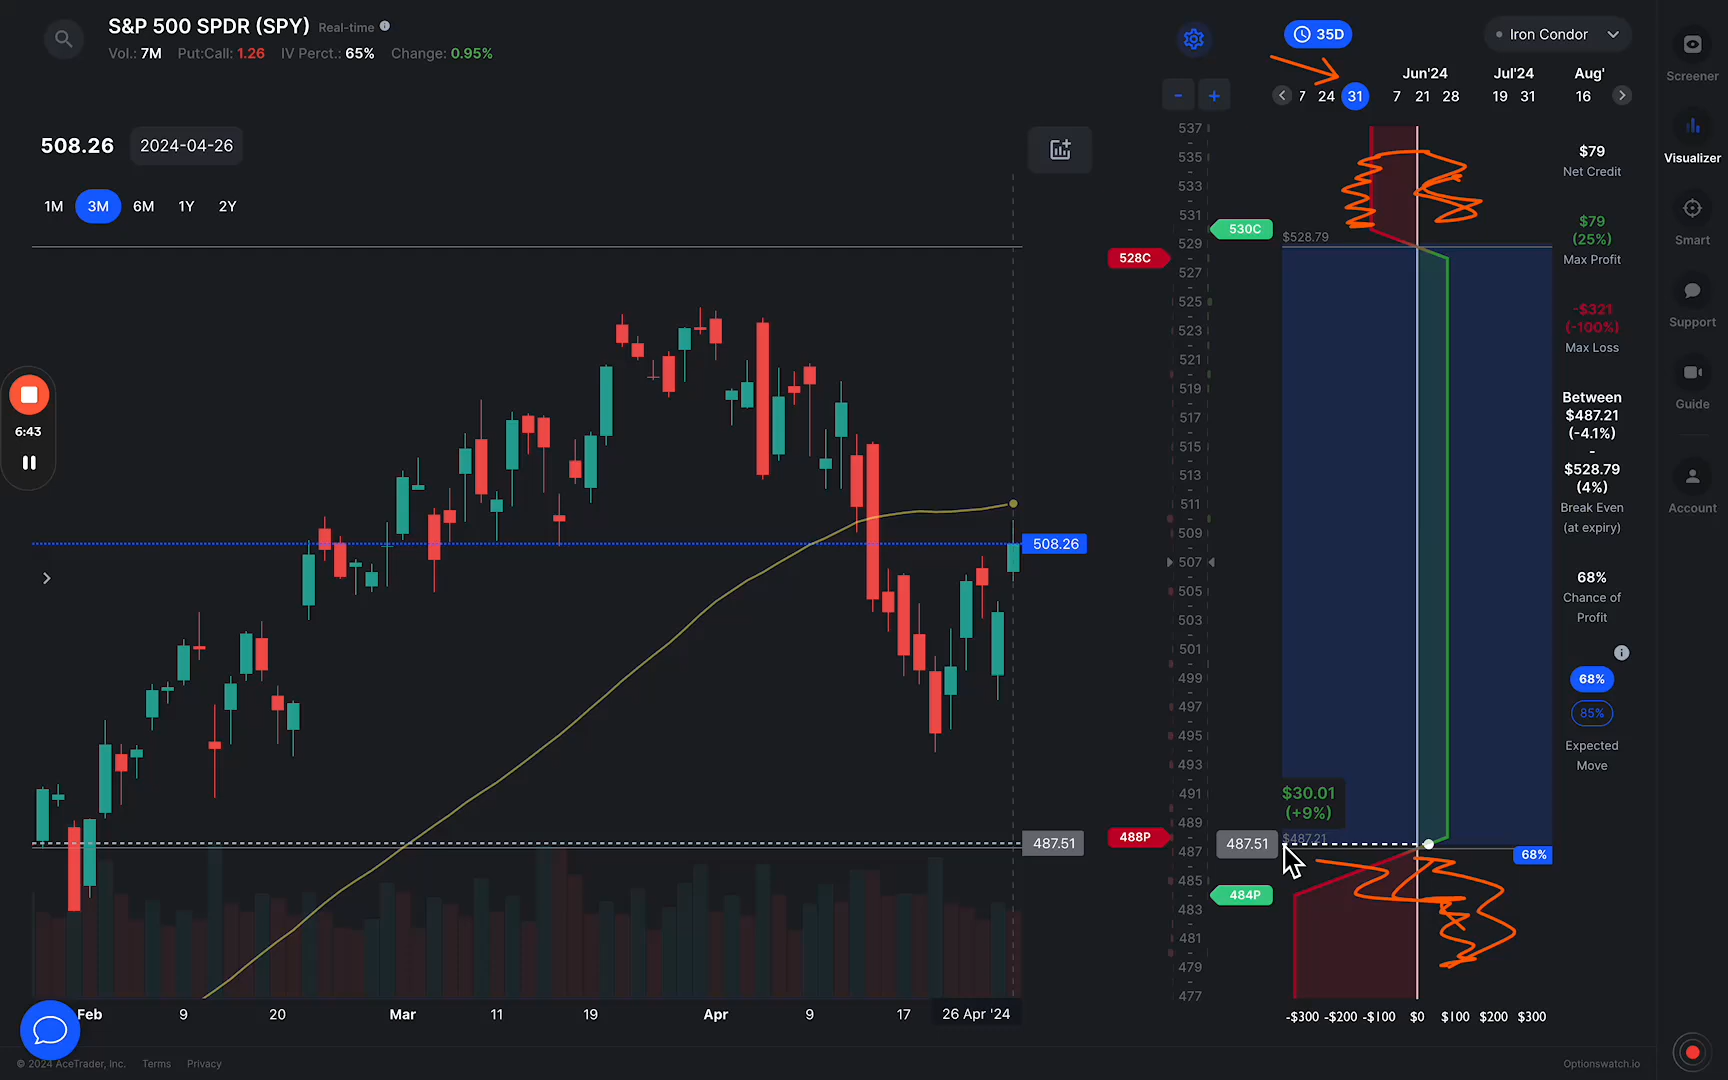 S&P 500 SPDR (SPY) Real-time
Vol.: 7M Put:Call: 1.26 IV Perct.: 65% Change: 0.95%
35D
Iron Condor
Jun'24 Jul'24 Aug'
- +
7 24 31 7 21 28 19 31 16
508.26 2024-04-26
1M 3M 6M 1Y 2Y
508.26
487.51
Feb 9 20 Mar 11 19 Apr 9 17 26 Apr '24
6:43
537
535
533
531
529
527
525
523
521
519
517
515
513
511
509
507
505
503
501
499
497
495
493
491
489
487
485
483
481
479
477
530C
528C
488P
487.51
484P
$528.79
$30.01
(+9%)
$487.21
68%
-$300 -$200 -$100 $0 $100 $200 $300
$79
Net Credit
$79
(25%)
Max Profit
-$321
(-100%)
Max Loss
Between
$487.21
(-4.1%)
-
$528.79
(4%)
Break Even
(at expiry)
68%
Chance of
Profit
68%
85%
Expected
Move
Screener
Visualizer
Smart
Support
Guide
Account
© 2024 AceTrader, Inc. Terms Privacy
Optionswatch.io